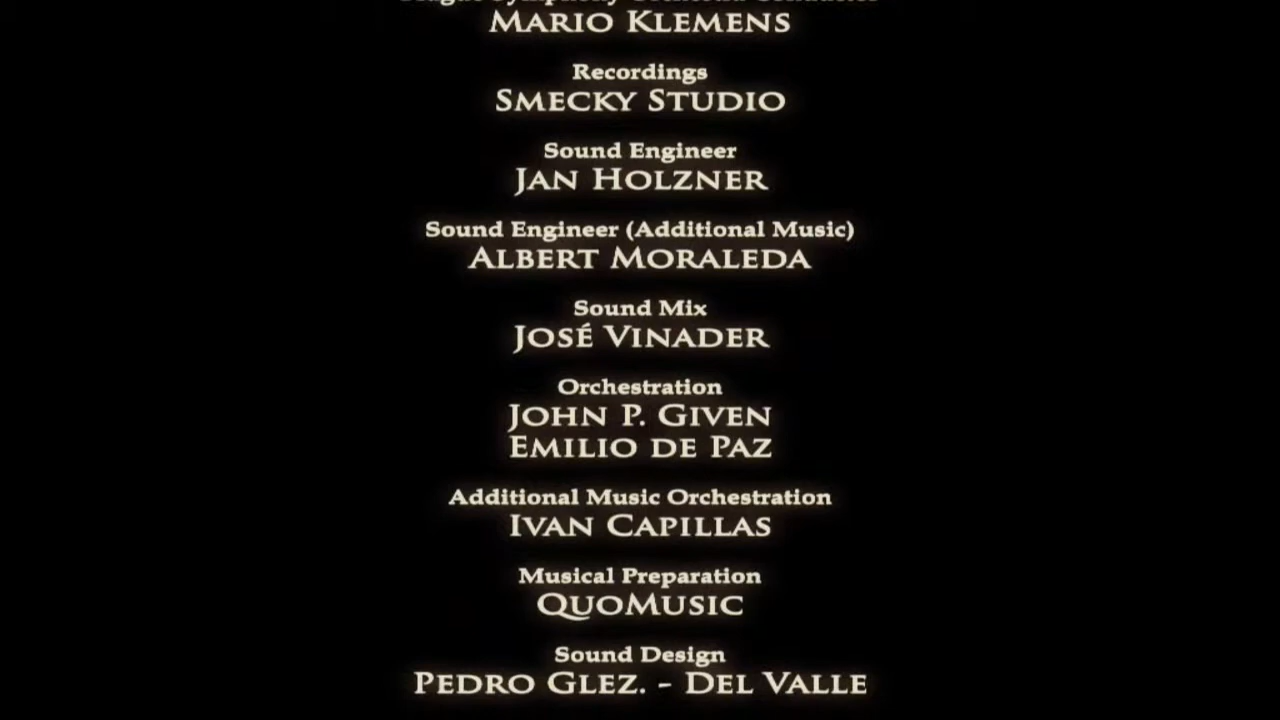 MARIO KLEMENS
Recordings
SMECKY STUDIO
Sound Engineer
JAN HOLZNER
Sound Engineer (Additional Music)
ALBERT MORALEDA
Sound Mix
JOSÉ VINADER
Orchestration
JOHN P. GIVEN
EMILIO DE PAZ
Additional Music Orchestration
IVAN CAPILLAS
Musical Preparation
QUOMUSIC
Sound Design
PEDRO GLEZ. - DEL VALLE